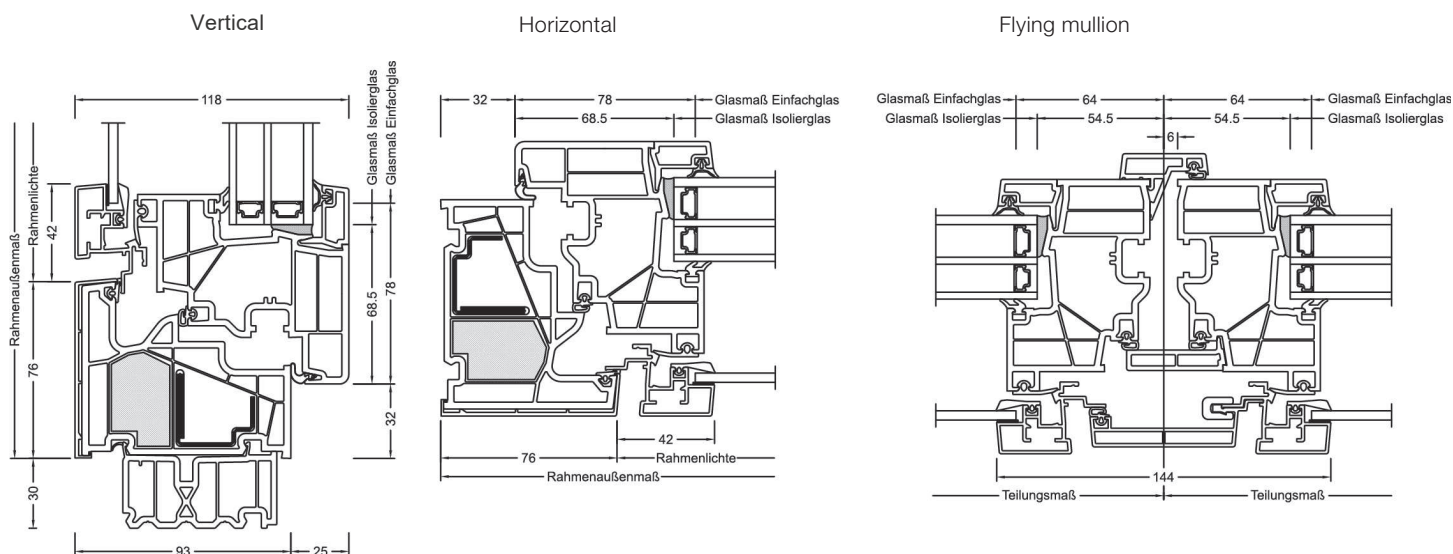 Vertical
Horizontal
Flying mullion
118
Rahmenaußenmaß
Rahmenlichte
42
76
30
93
25
Glasmaß Isolierglas
Glasmaß Einfachglas
68.5
78
32
32
78
Glasmaß Einfachglas
68.5
Glasmaß Isolierglas
42
76
Rahmenlichte
Rahmenaußenmaß
Glasmaß Einfachglas
64
64
Glasmaß Einfachglas
Glasmaß Isolierglas
54.5
54.5
Glasmaß Isolierglas
6
144
Teilungsmaß
Teilungsmaß